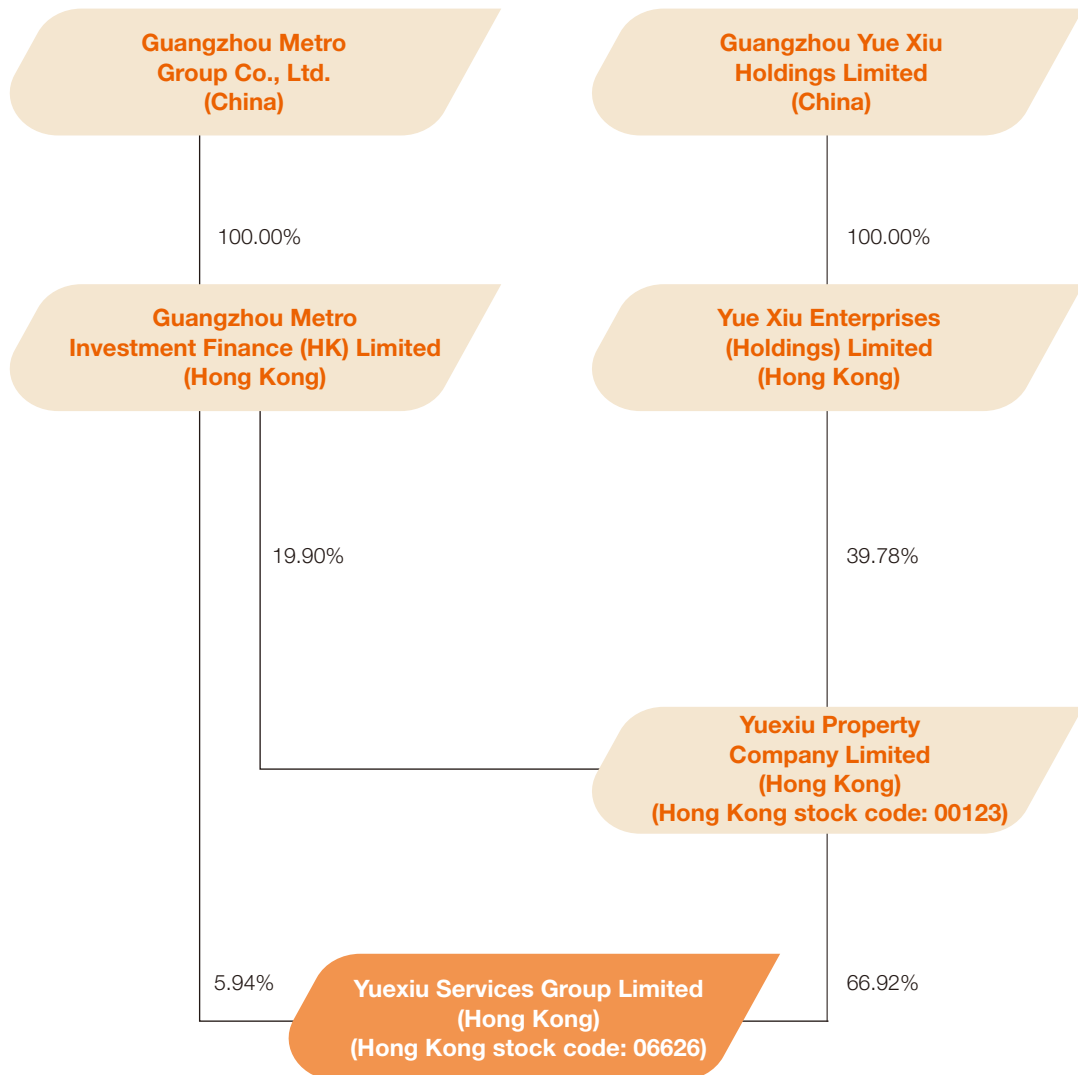 Guangzhou Metro
Group Co., Ltd.
(China)
Guangzhou Yue Xiu
Holdings Limited
(China)
100.00%
100.00%
Guangzhou Metro
Investment Finance (HK) Limited
(Hong Kong)
Yue Xiu Enterprises
(Holdings) Limited
(Hong Kong)
19.90%
39.78%
Yuexiu Property
Company Limited
(Hong Kong)
(Hong Kong stock code: 00123)
5.94%
66.92%
Yuexiu Services Group Limited
(Hong Kong)
(Hong Kong stock code: 06626)